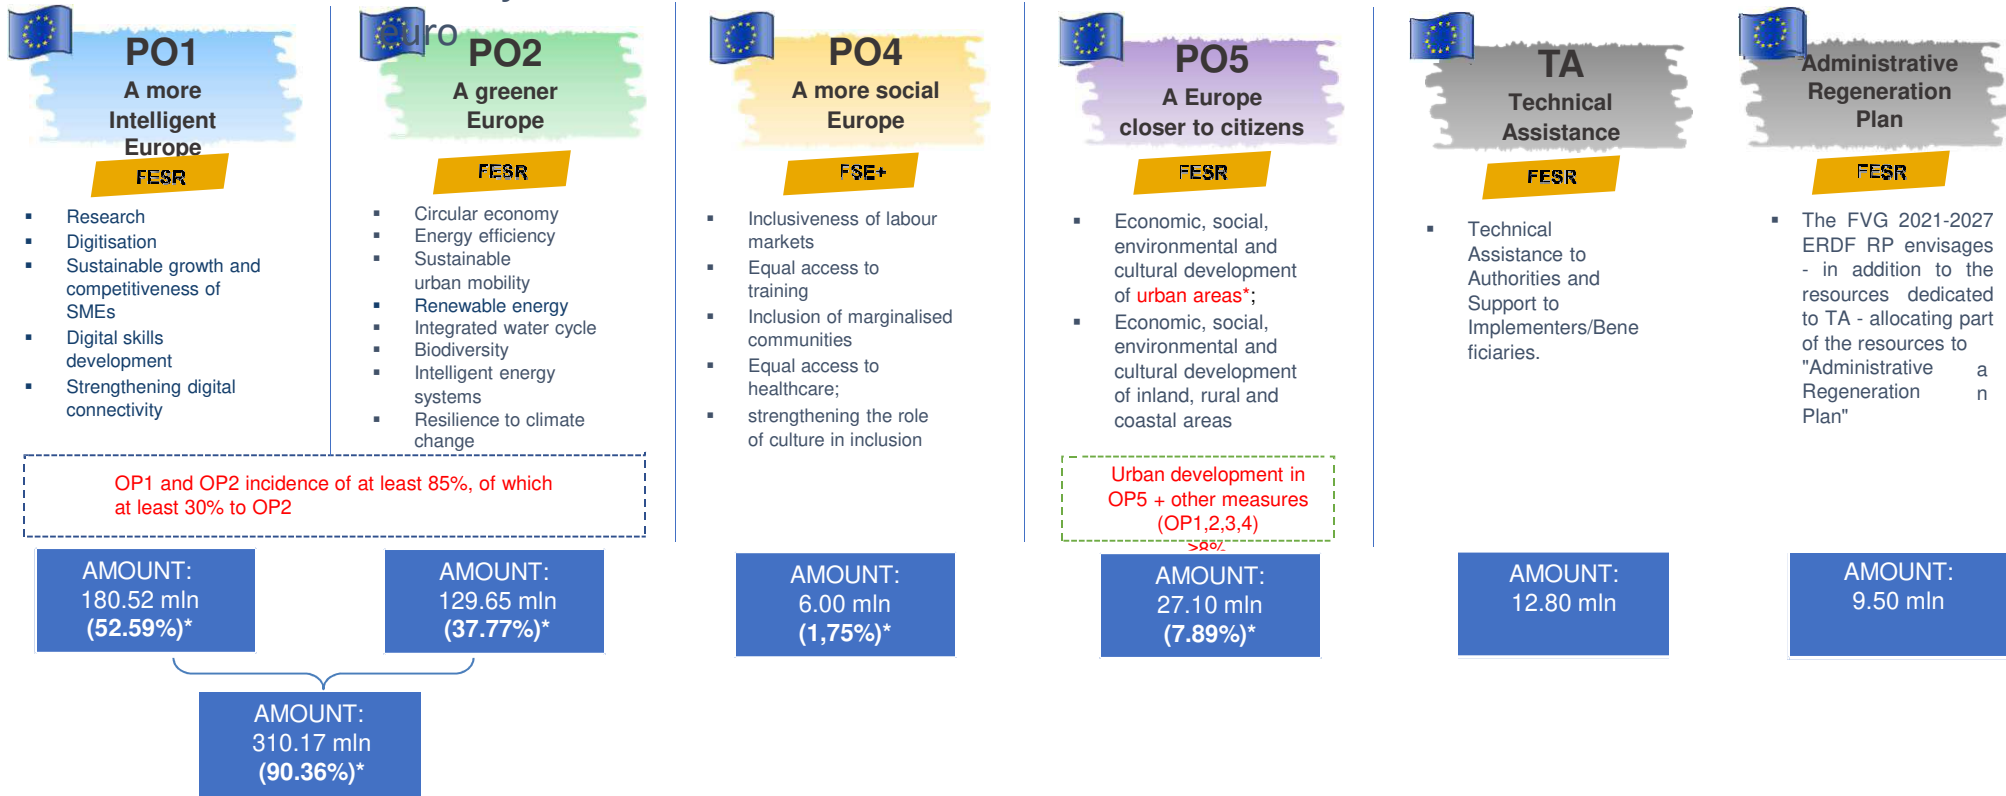 euro
PO1
A more
Intelligent
Europe
FESR
▪ Research
▪ Digitisation
▪ Sustainable growth and
competitiveness of
SMEs
▪ Digital skills
development
▪ Strengthening digital
connectivity
PO2
A greener
Europe
FESR
▪ Circular economy
▪ Energy efficiency
▪ Sustainable
urban mobility
▪ Renewable energy
▪ Integrated water cycle
▪ Biodiversity
▪ Intelligent energy
systems
▪ Resilience to climate
change
OP1 and OP2 incidence of at least 85%, of which
at least 30% to OP2
AMOUNT:
180.52 mln
(52.59%)*
AMOUNT:
129.65 mln
(37.77%)*
AMOUNT:
310.17 mln
(90.36%)*
PO4
A more social
Europe
FSE+
▪ Inclusiveness of labour
markets
▪ Equal access to
training
▪ Inclusion of marginalised
communities
▪ Equal access to
healthcare;
▪ strengthening the role
of culture in inclusion
AMOUNT:
6.00 mln
(1,75%)*
PO5
A Europe
closer to citizens
FESR
▪ Economic, social,
environmental and
cultural development
of urban areas*;
▪ Economic, social,
environmental and
cultural development
of inland, rural and
coastal areas
Urban development in
OP5 + other measures
(OP1,2,3,4)
>8%
AMOUNT:
27.10 mln
(7.89%)*
TA
Technical
Assistance
FESR
▪ Technical
Assistance to
Authorities and
Support to
Implementers/Bene
ficiaries.
AMOUNT:
12.80 mln
Administrative
Regeneration
Plan
FESR
▪ The FVG 2021-2027
ERDF RP envisages
- in addition to the
resources dedicated
to TA - allocating part
of the resources to
"Administrative a
Regeneration n
Plan"
AMOUNT:
9.50 mln